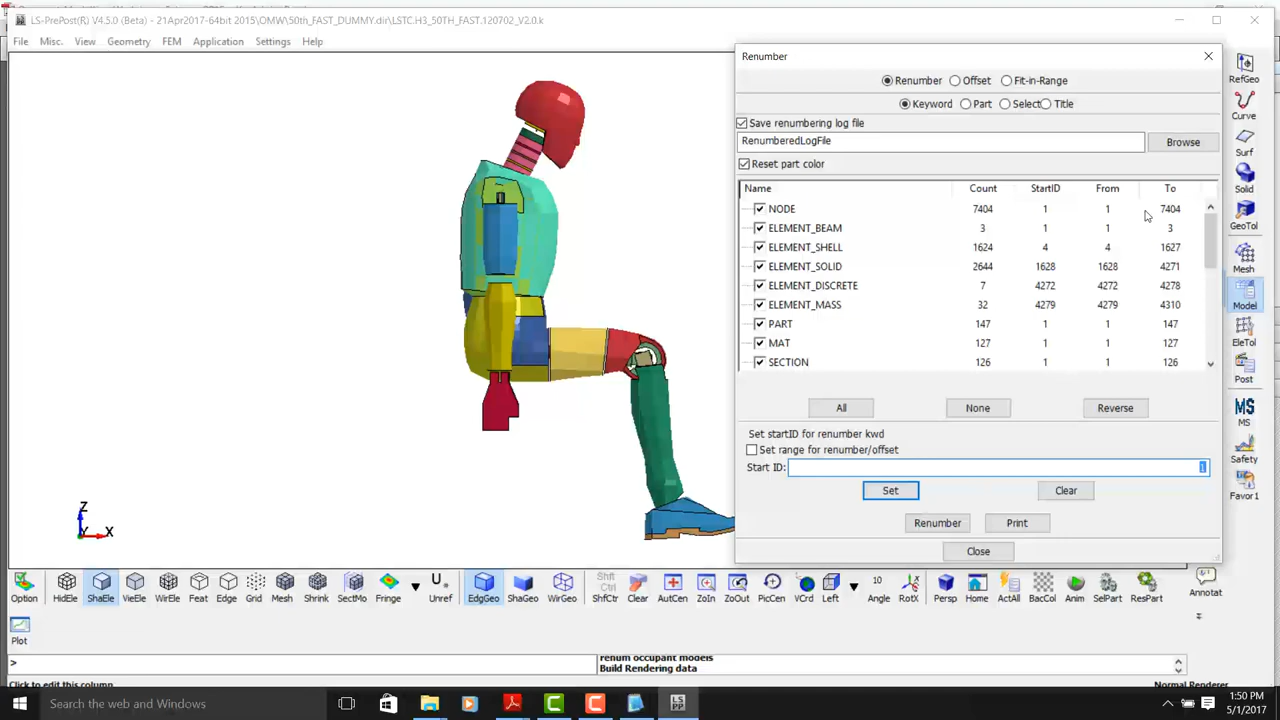 LS-PrePost(R) V4.5.0 (Beta) - 21Apr2017-64bit 2015\OMW\50th_FAST_DUMMY.dir\LSTC.H3_50TH_FAST.120702_V2.0.k
File Misc. View Geometry FEM Application Settings Help
Renumber
Renumber Offset Fit-in-Range
Keyword Part Select Title
Save renumbering log file
RenumberedLogFile Browse
Reset part color
Name Count StartID From To
NODE 7404 1 1 7404
ELEMENT_BEAM 3 1 1 3
ELEMENT_SHELL 1624 4 4 1627
ELEMENT_SOLID 2644 1628 1628 4271
ELEMENT_DISCRETE 7 4272 4272 4278
ELEMENT_MASS 32 4279 4279 4310
PART 147 1 1 147
MAT 127 1 1 127
SECTION 126 1 1 126
All None Reverse
Set startID for renumber kwd
Set range for renumber/offset
Start ID: 1
Set Clear
Renumber Print
Close
RefGeo
Curve
Surf
Solid
GeoTol
Mesh
Model
EleTol
Post
MS
MS
Safety
Favor1
Z
Y X
Option HidEle ShaEle VieEle WirEle Feat Edge Grid Mesh Shrink SectMo Fringe U Unref EdgGeo ShaGeo WirGeo Shft Ctr ShfCtr Clear AutCen ZoIn ZoOut PicCen VCrd Left 10 Angle RotX Persp Home ActAll BacCol Anim SelPart ResPart Annotat
Plot
> renum occupant models
Build Rendering data
Click to edit this column Normal Renderer
Search the web and Windows
LS
PP
1:50 PM
5/1/2017